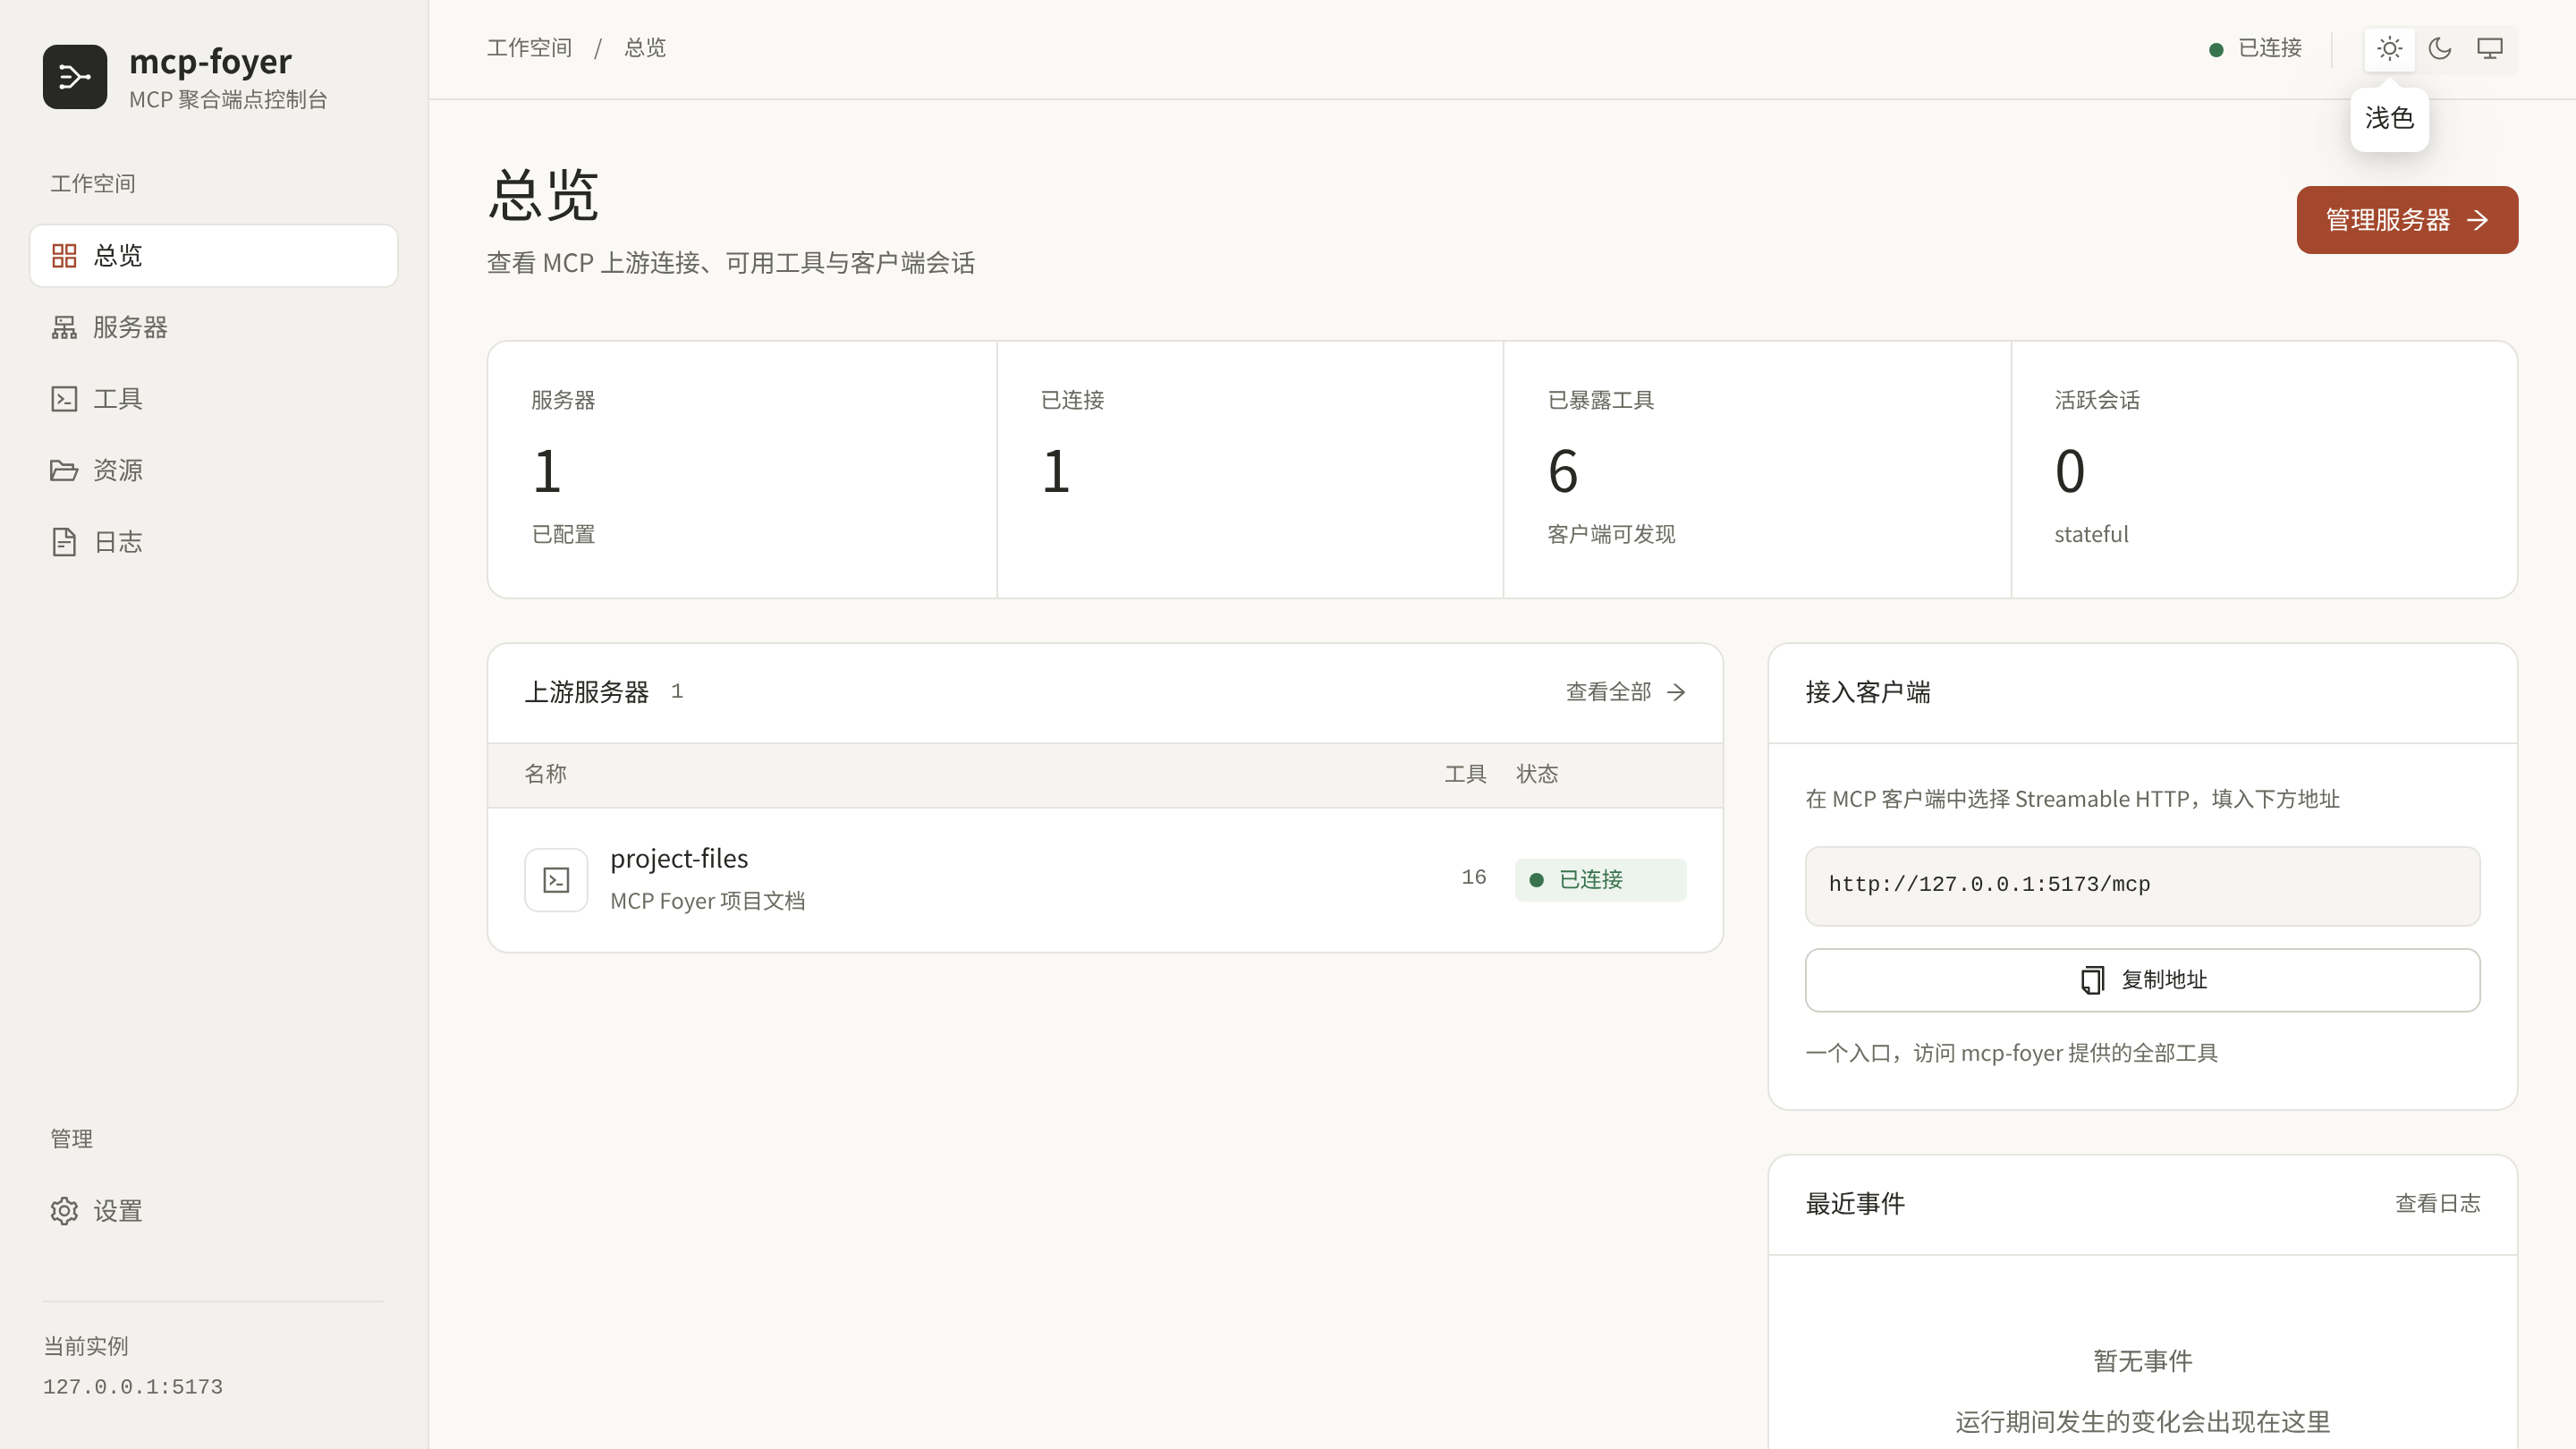 mcp-foyer
MCP 聚合端点控制台
工作空间
总览
服务器
工具
资源
日志
管理
设置
当前实例
127.0.0.1:5173
工作空间 / 总览
已连接
浅色
总览
查看 MCP 上游连接、可用工具与客户端会话
管理服务器
服务器
1
已配置
已连接
1
已暴露工具
6
客户端可发现
活跃会话
0
stateful
上游服务器 1
查看全部
名称 工具 状态
project-files
MCP Foyer 项目文档
16
已连接
接入客户端
在 MCP 客户端中选择 Streamable HTTP，填入下方地址
http://127.0.0.1:5173/mcp
复制地址
一个入口，访问 mcp-foyer 提供的全部工具
最近事件
查看日志
暂无事件
运行期间发生的变化会出现在这里